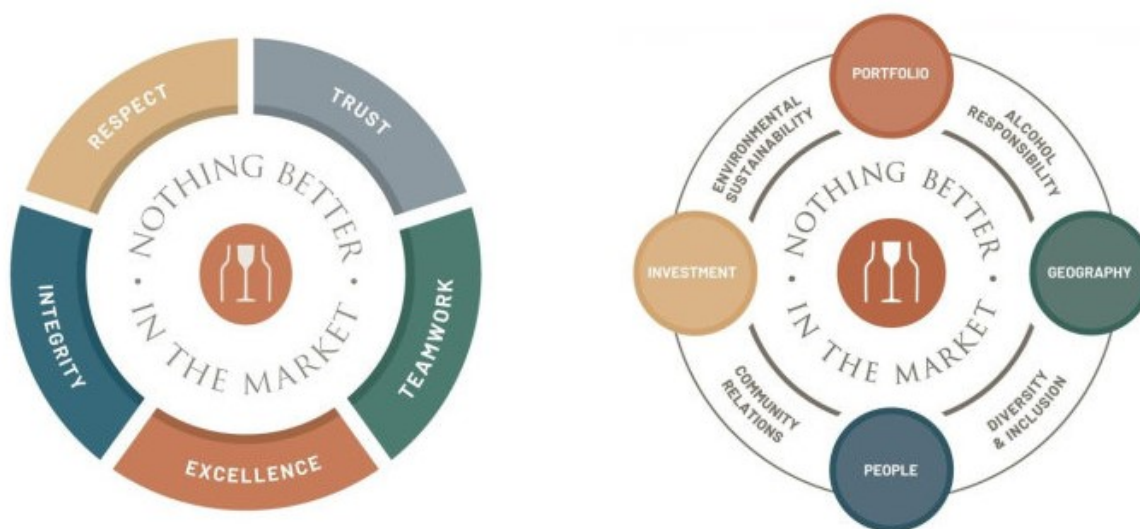 RESPECT
TRUST
INTEGRITY
TEAMWORK
EXCELLENCE
NOTHING BETTER
IN THE MARKET
PORTFOLIO
ENVIRONMENTAL
SUSTAINABILITY
ALCOHOL
RESPONSIBILITY
INVESTMENT
GEOGRAPHY
NOTHING BETTER
IN THE MARKET
COMMUNITY
RELATIONS
DIVERSITY
& INCLUSION
PEOPLE